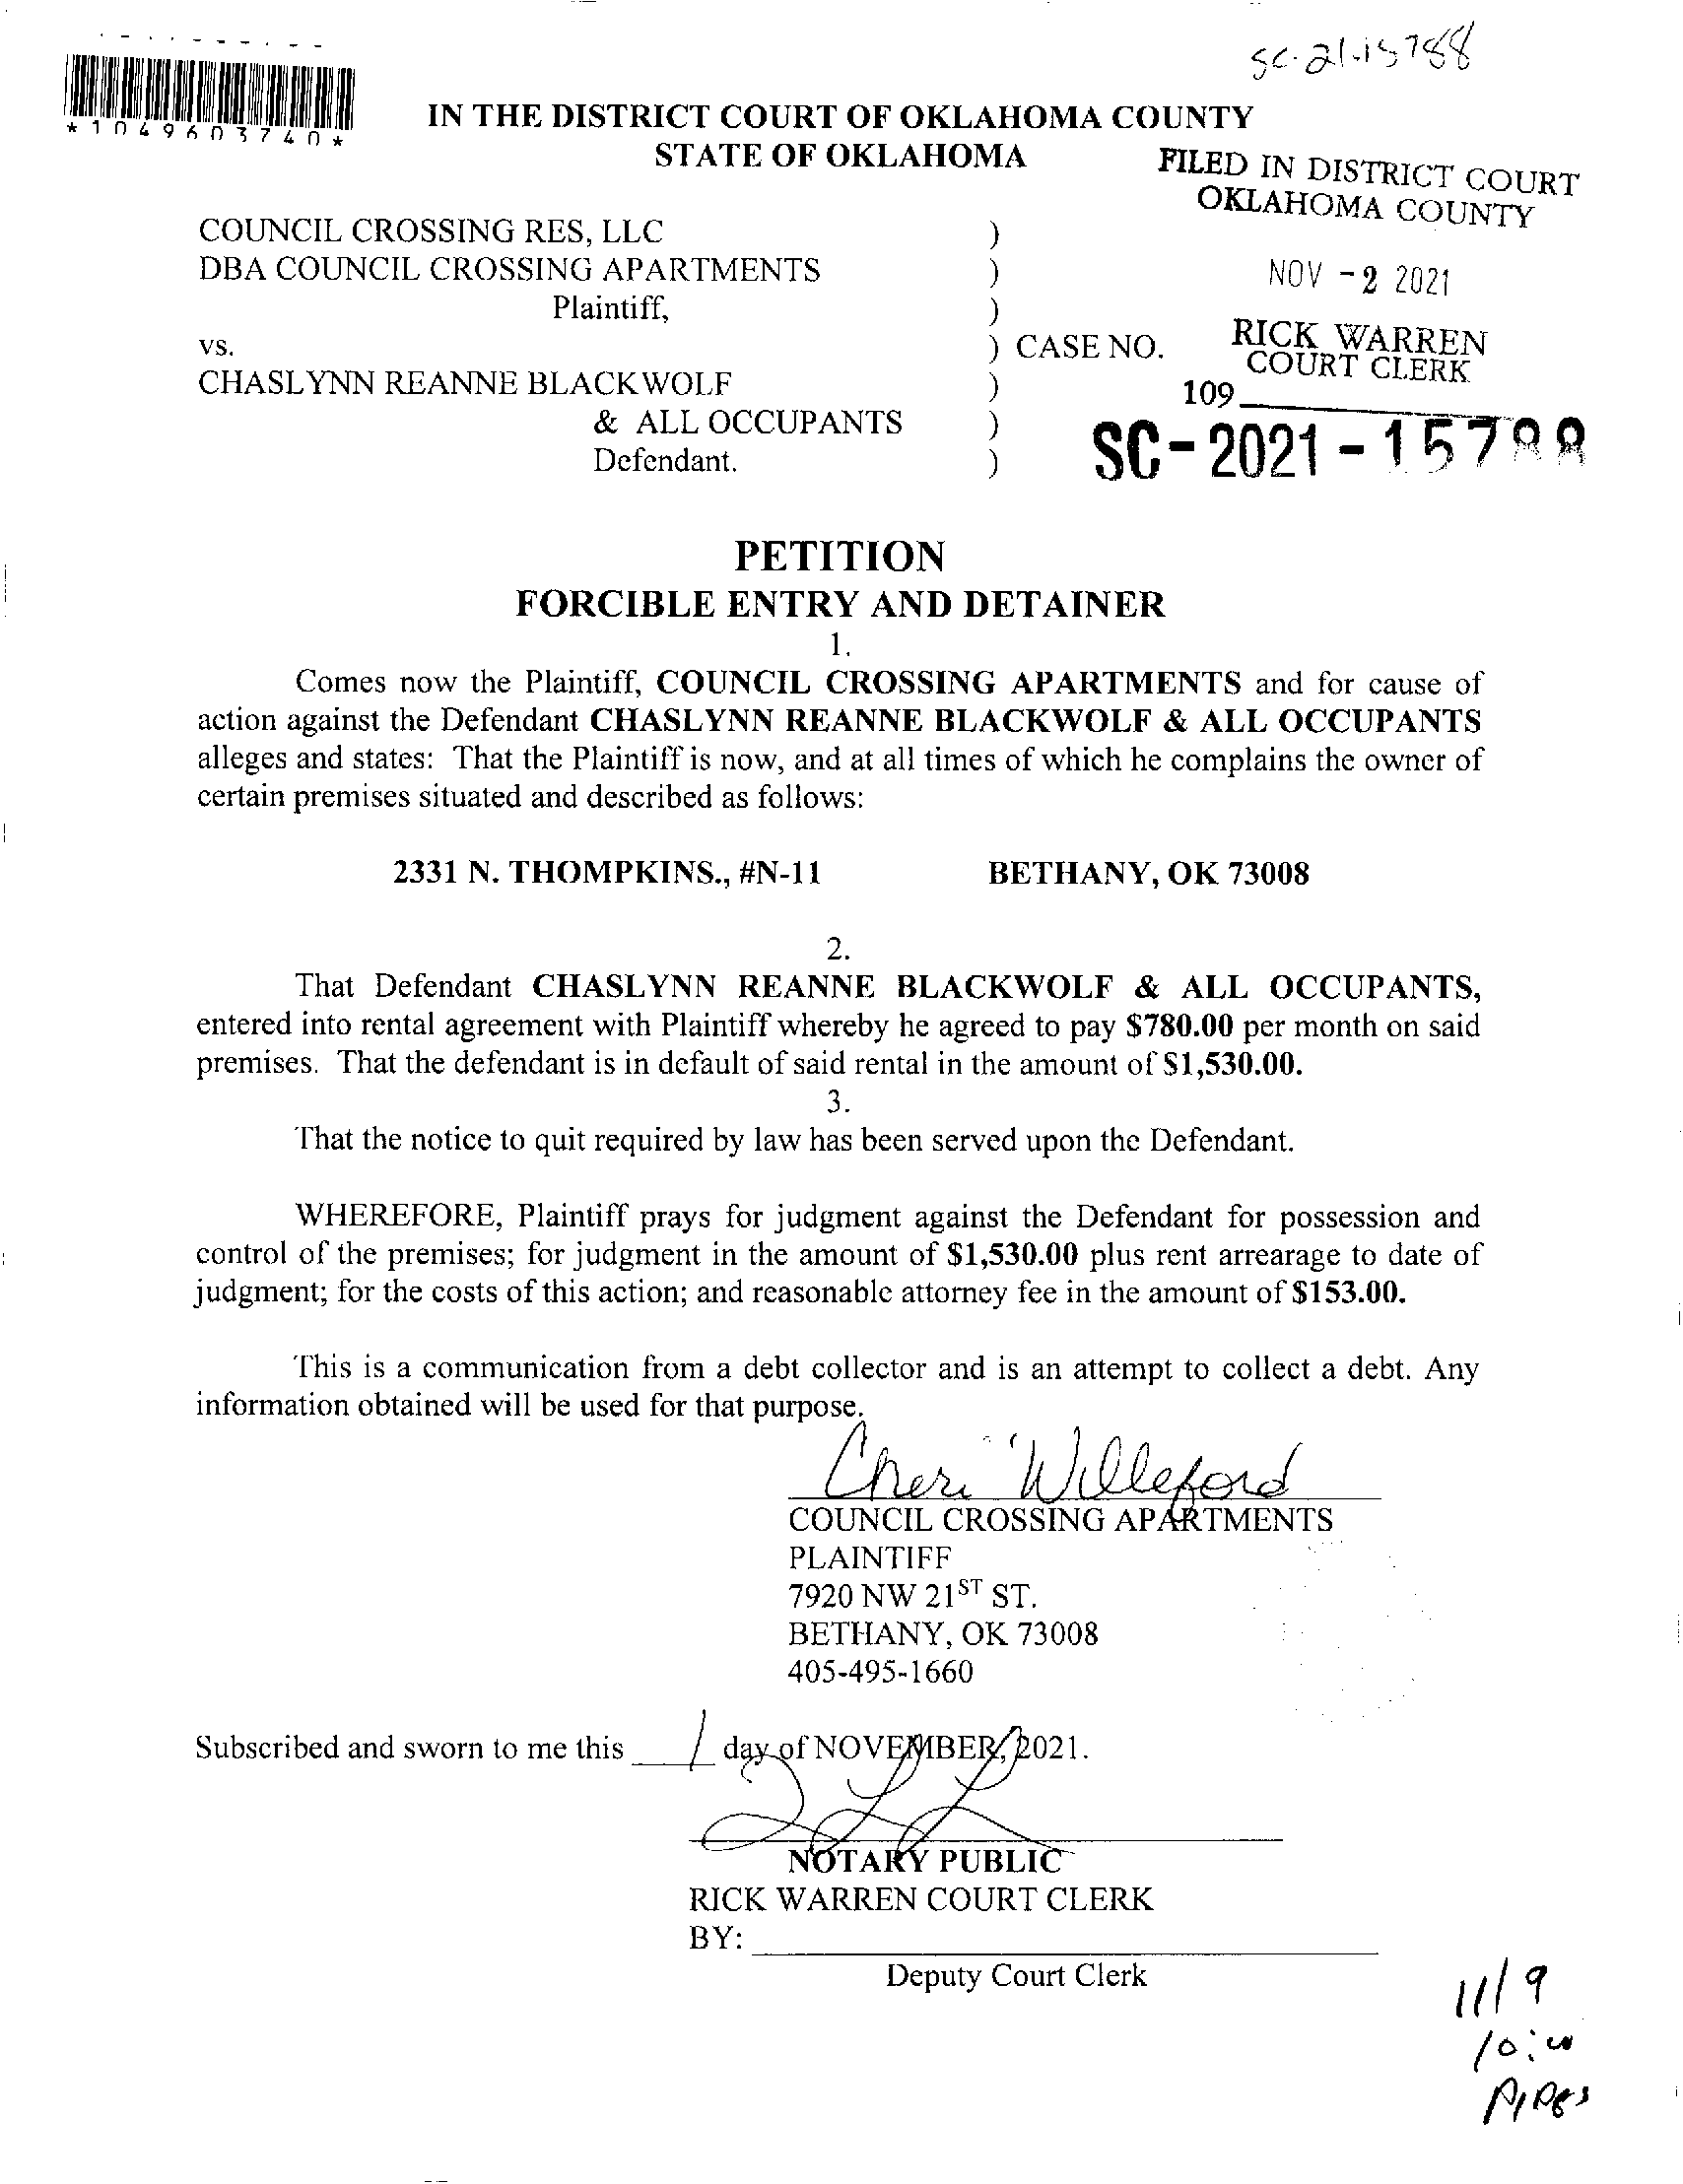 SC-21-15788
*1049603740*
IN THE DISTRICT COURT OF OKLAHOMA COUNTY
STATE OF OKLAHOMA
FILED IN DISTRICT COURT
OKLAHOMA COUNTY
COUNCIL CROSSING RES, LLC )
DBA COUNCIL CROSSING APARTMENTS )
NOV -2 2021
Plaintiff, )
vs. ) CASE NO.
RICK WARREN
COURT CLERK
CHASLYNN REANNE BLACKWOLF )
109
& ALL OCCUPANTS )
Defendant. )
SC-2021-15788
PETITION
FORCIBLE ENTRY AND DETAINER
1.
Comes now the Plaintiff, COUNCIL CROSSING APARTMENTS and for cause of
action against the Defendant CHASLYNN REANNE BLACKWOLF & ALL OCCUPANTS
alleges and states: That the Plaintiff is now, and at all times of which he complains the owner of
certain premises situated and described as follows:
2331 N. THOMPKINS., #N-11 BETHANY, OK 73008
2.
That Defendant CHASLYNN REANNE BLACKWOLF & ALL OCCUPANTS,
entered into rental agreement with Plaintiff whereby he agreed to pay $780.00 per month on said
premises. That the defendant is in default of said rental in the amount of $1,530.00.
3.
That the notice to quit required by law has been served upon the Defendant.
WHEREFORE, Plaintiff prays for judgment against the Defendant for possession and
control of the premises; for judgment in the amount of $1,530.00 plus rent arrearage to date of
judgment; for the costs of this action; and reasonable attorney fee in the amount of $153.00.
This is a communication from a debt collector and is an attempt to collect a debt. Any
information obtained will be used for that purpose.
Cheri Willeford
COUNCIL CROSSING APARTMENTS
PLAINTIFF
7920 NW 21ST ST.
BETHANY, OK 73008
405-495-1660
Subscribed and sworn to me this 1 day of NOVEMBER, 2021.
NOTARY PUBLIC
RICK WARREN COURT CLERK
BY:
Deputy Court Clerk
11/9
10:00